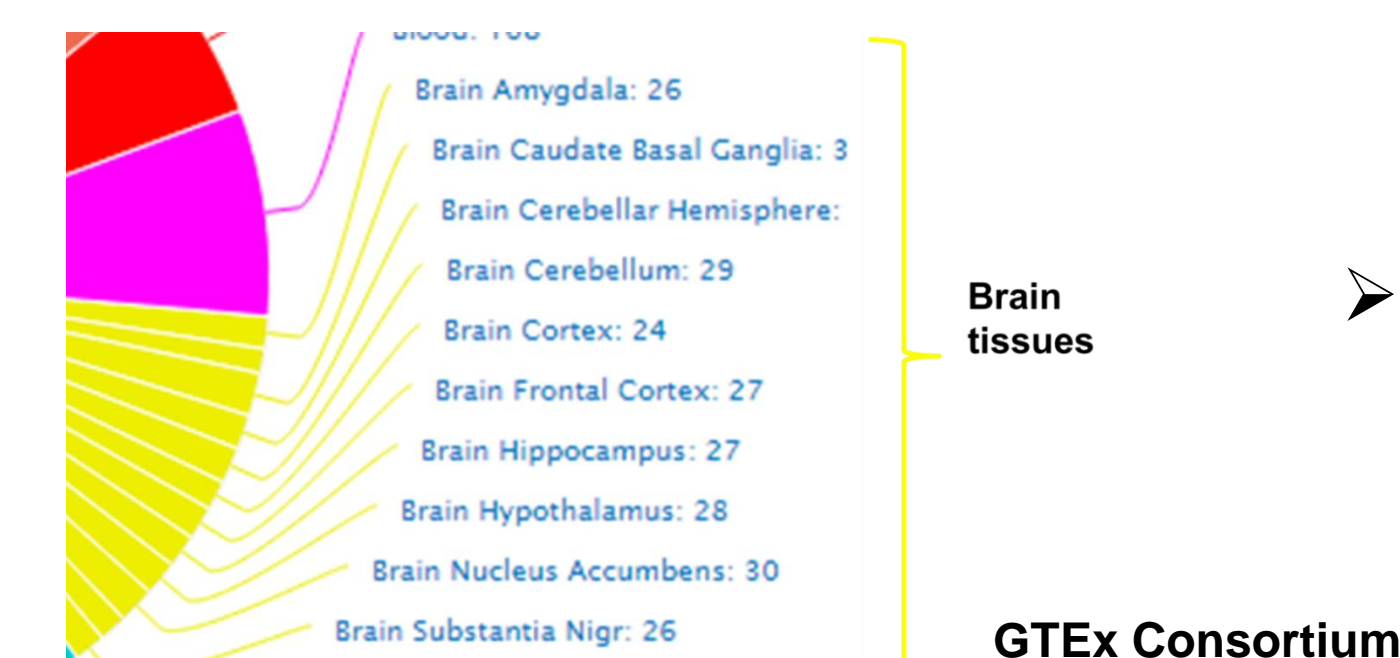 Brain Amygdala: 26
Brain Caudate Basal Ganglia: 3
Brain Cerebellar Hemisphere:
Brain Cerebellum: 29
Brain Cortex: 24
Brain Frontal Cortex: 27
Brain Hippocampus: 27
Brain Hypothalamus: 28
Brain Nucleus Accumbens: 30
Brain Substantia Nigr: 26
Brain
tissues
GTEx Consortium